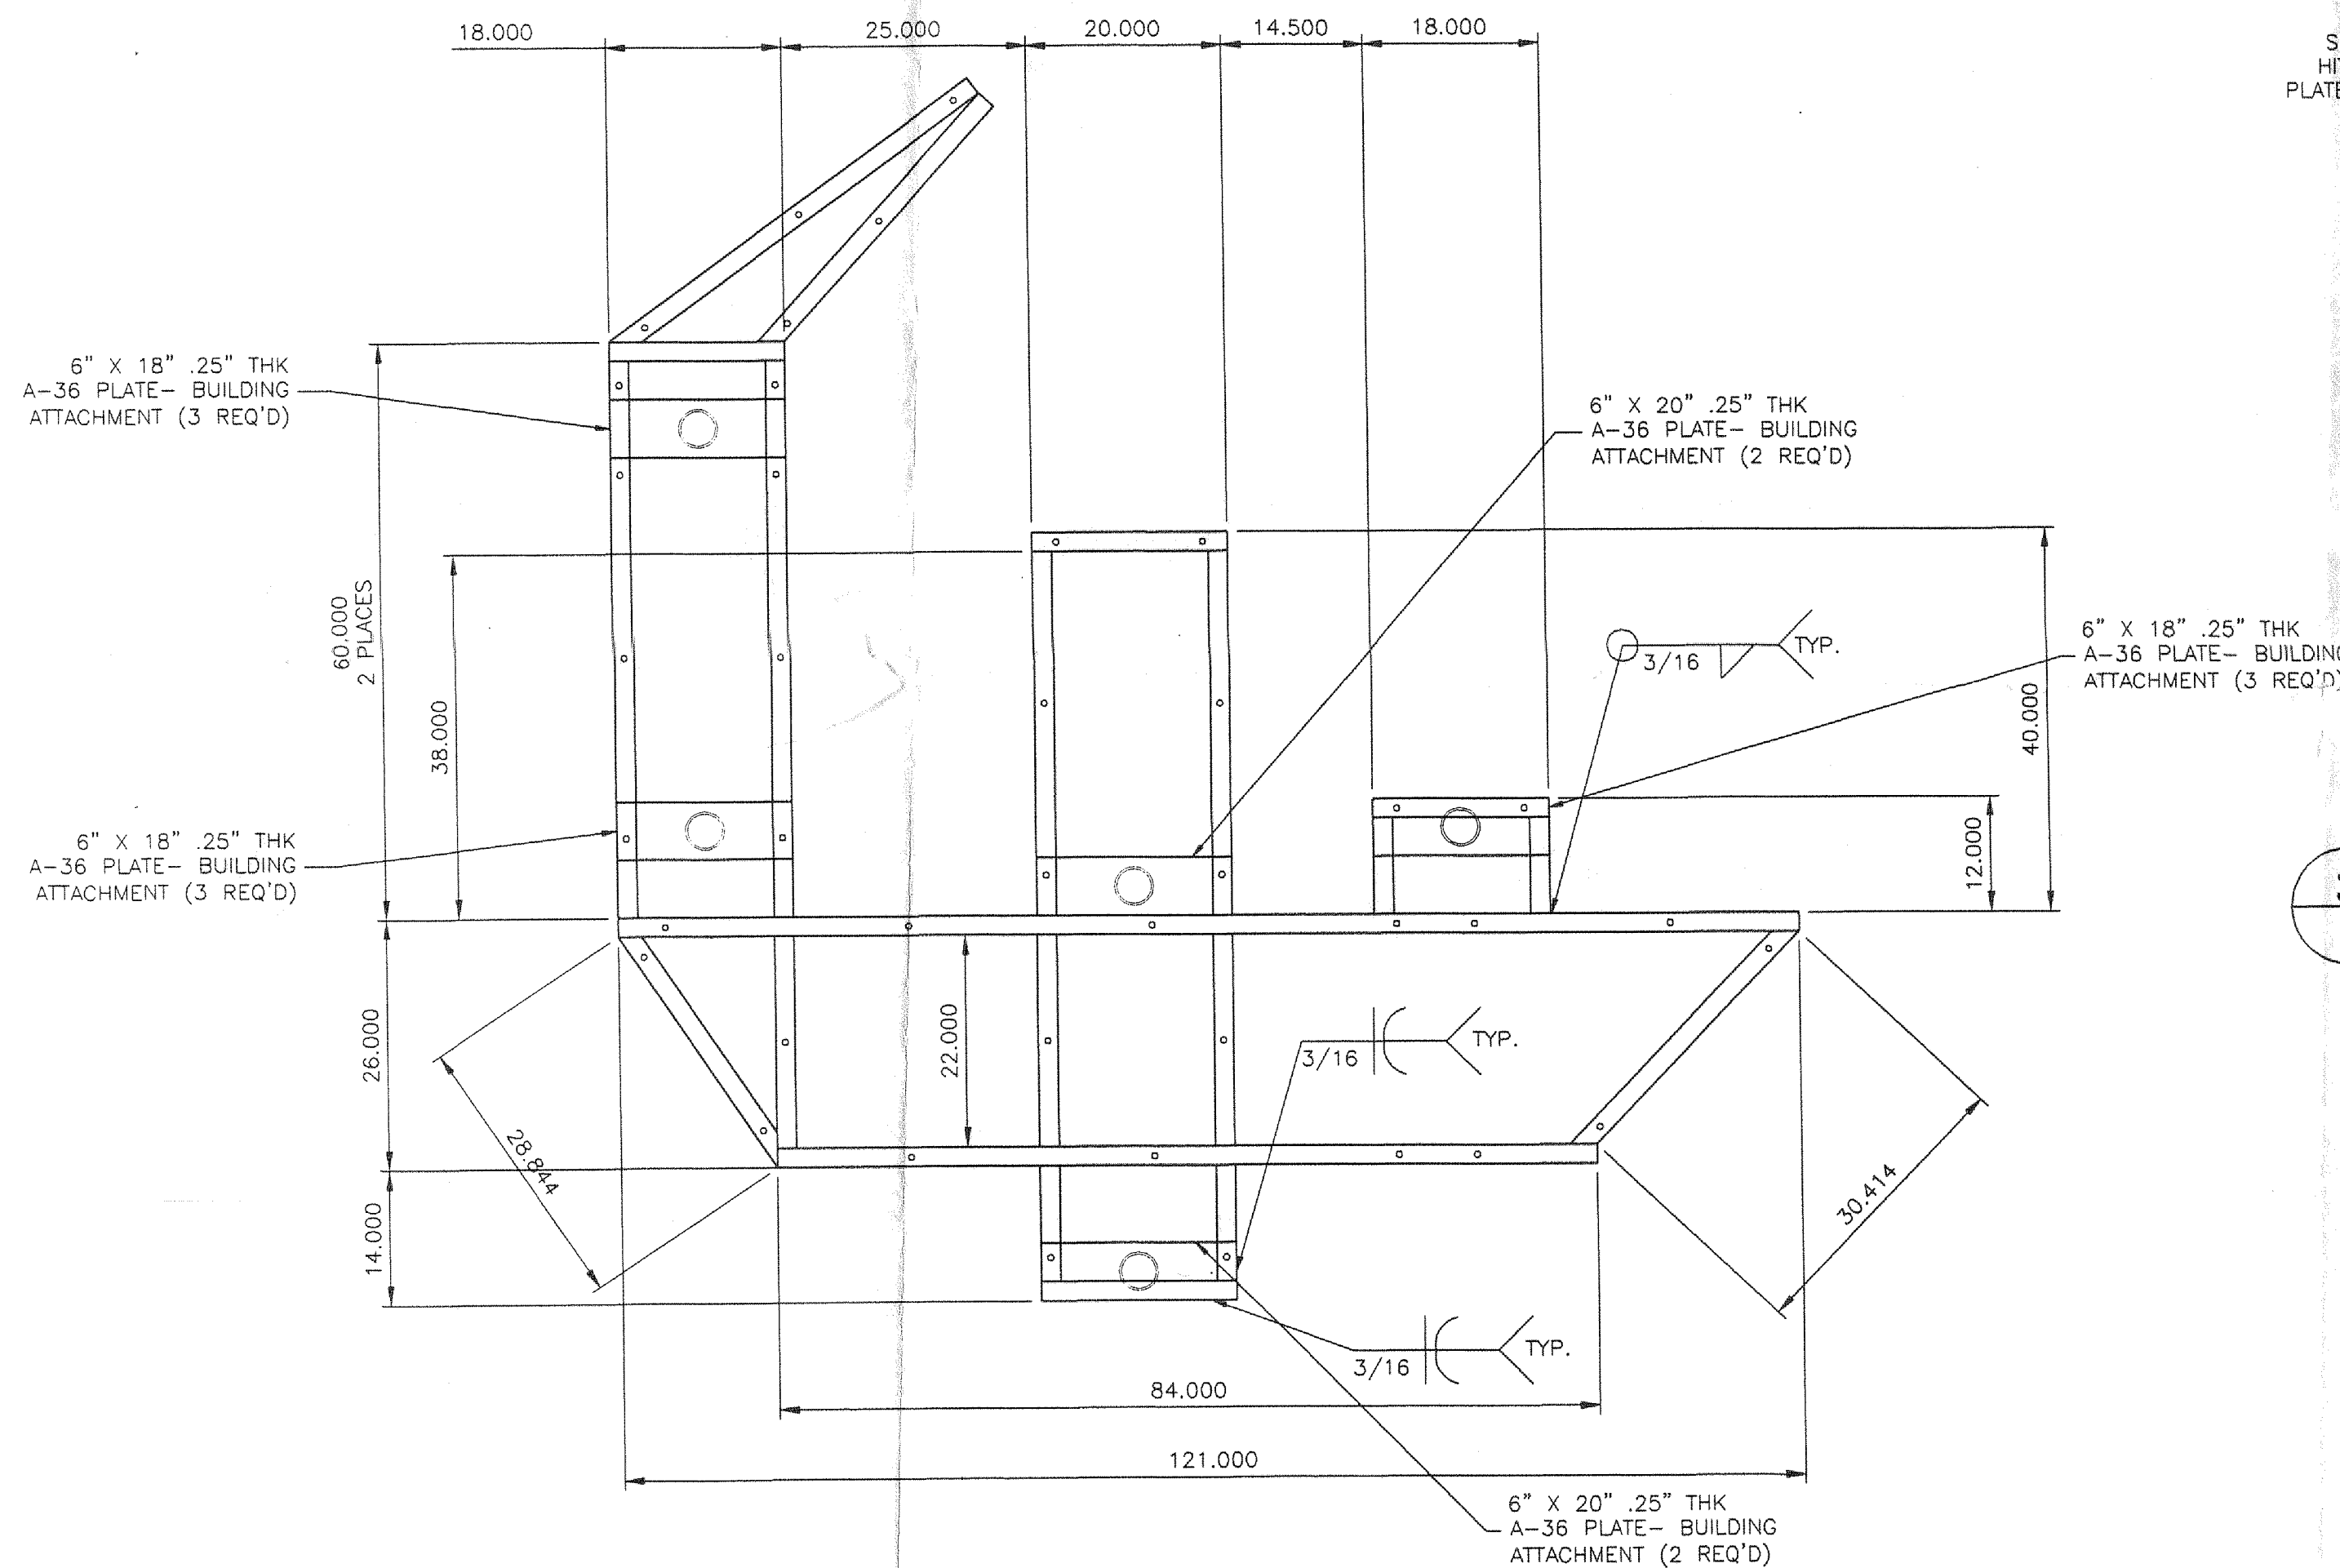 18.000
25.000
20.000
14.500
18.000
6" X 18" .25" THK
A-36 PLATE- BUILDING
ATTACHMENT (3 REQ'D)
6" X 20" .25" THK
A-36 PLATE- BUILDING
ATTACHMENT (2 REQ'D)
60.000
2 PLACES
38.000
3/16
TYP.
6" X 18" .25" THK
A-36 PLATE- BUILDING
ATTACHMENT (3 REQ'D)
40.000
12.000
6" X 18" .25" THK
A-36 PLATE- BUILDING
ATTACHMENT (3 REQ'D)
26.000
22.000
3/16
TYP.
28.844
30.414
14.000
3/16
TYP.
84.000
121.000
6" X 20" .25" THK
A-36 PLATE- BUILDING
ATTACHMENT (2 REQ'D)